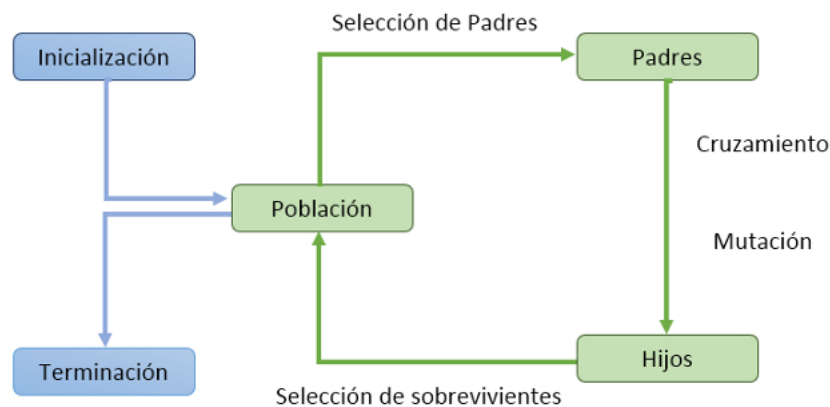 Selección de Padres
Inicialización
Padres
Cruzamiento
Población
Mutación
Hijos
Terminación
Selección de sobrevivientes